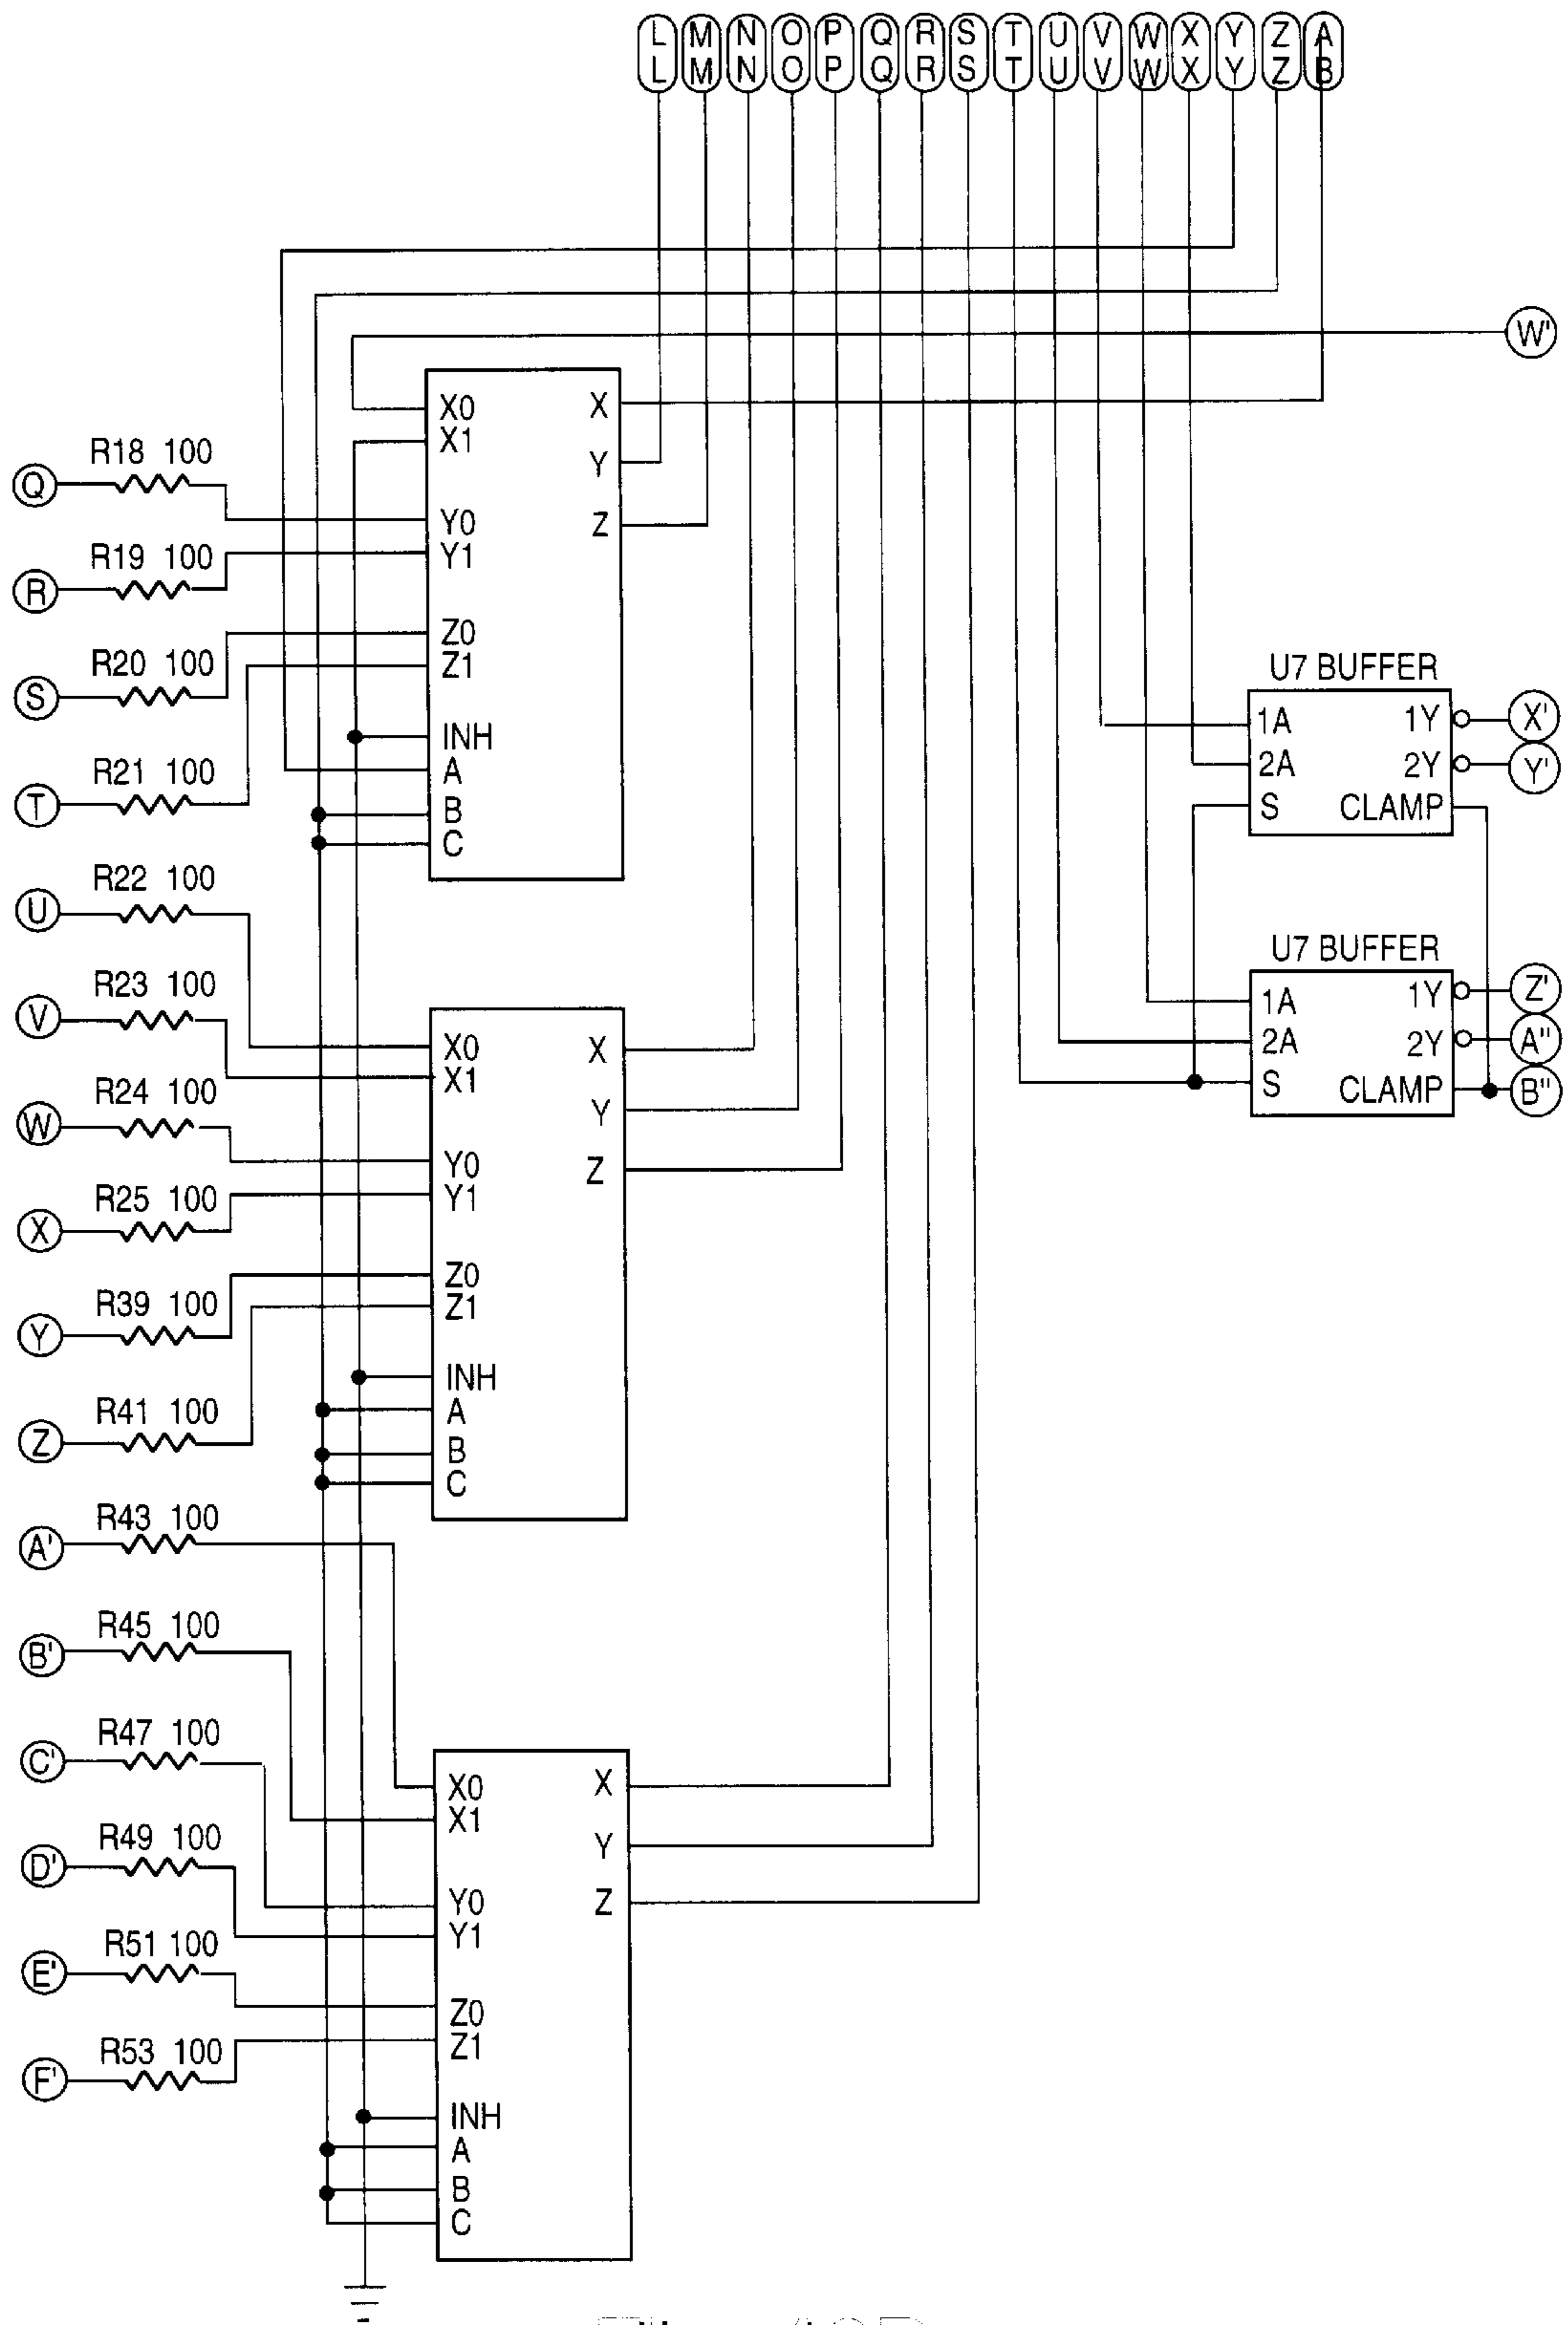 L M N O P Q R S T U V W X Y Z A
L M N O P Q R S T U V W X Y Z B
W'
X0 X
X1
R18 100
Y
Q
Y0 Z
R19 100
Y1
R
Z0
R20 100
Z1
S
U7 BUFFER
1A 1Y X'
INH
2A 2Y Y'
R21 100
A
T
S CLAMP
B
C
R22 100
U
U7 BUFFER
R23 100
1A 1Y Z'
V
X0 X
2A 2Y A"
X1
S CLAMP B"
R24 100
Y
W
Y0 Z
R25 100
Y1
X
Z0
R39 100
Z1
Y
INH
R41 100
A
Z
B
C
R43 100
A'
R45 100
B'
R47 100
C'
X0 X
X1
R49 100
Y
D'
Y0 Z
Y1
R51 100
E'
Z0
Z1
R53 100
F'
INH
A
B
C